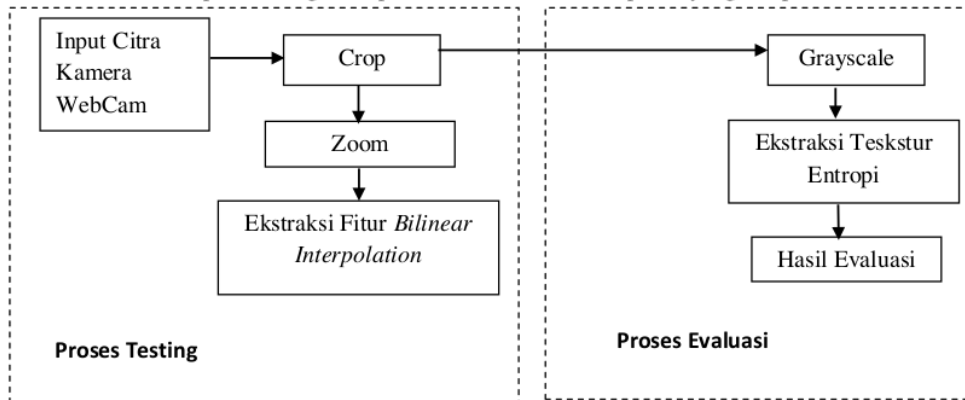 Input Citra
Kamera
WebCam
Crop
Zoom
Ekstraksi Fitur Bilinear
Interpolation
Proses Testing
Grayscale
Ekstraksi Teskstur
Entropi
Hasil Evaluasi
Proses Evaluasi